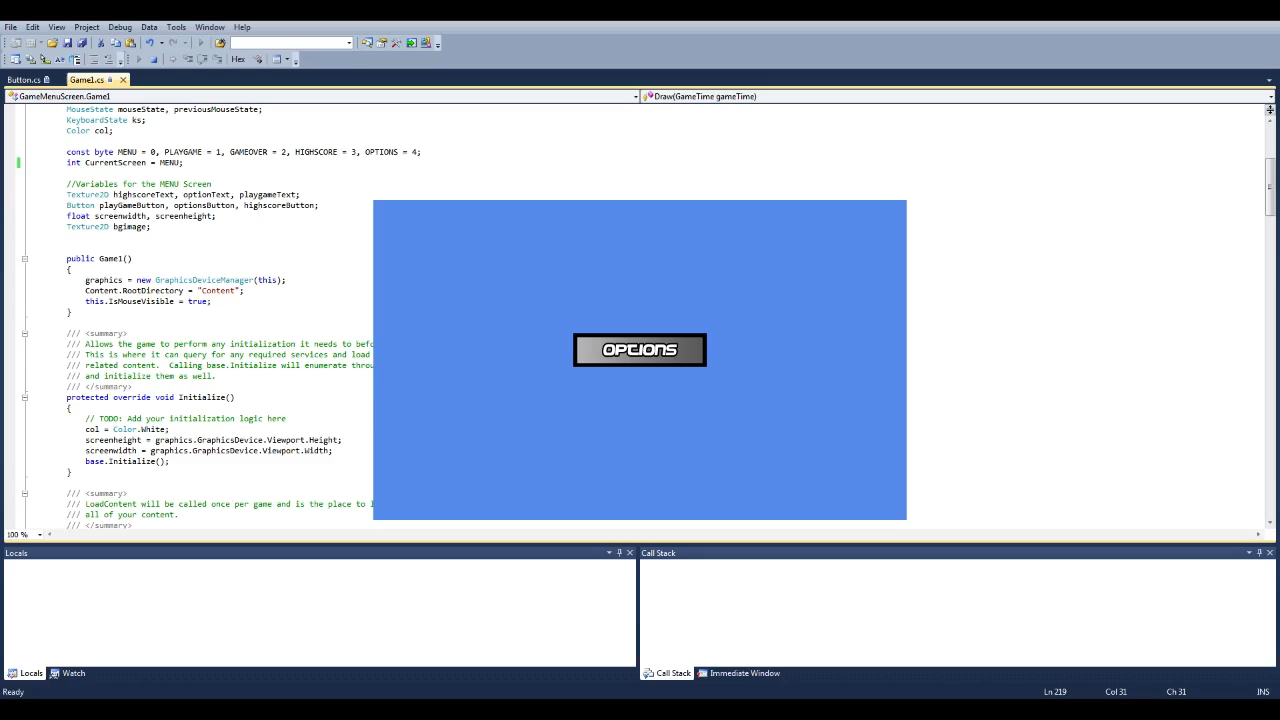 File Edit View Project Debug Data Tools Window Help
Hex
Button.cs Game1.cs
GameMenuScreen.Game1 Draw(GameTime gameTime)
MouseState mouseState, previousMouseState;
KeyboardState ks;
Color col;
const byte MENU = 0, PLAYGAME = 1, GAMEOVER = 2, HIGHSCORE = 3, OPTIONS = 4;
int CurrentScreen = MENU;
//Variables for the MENU Screen
Texture2D highscoreText, optionText, playgameText;
Button playGameButton, optionsButton, highscoreButton;
float screenwidth, screenheight;
Texture2D bgimage;
public Game1()
{
graphics = new GraphicsDeviceManager(this);
Content.RootDirectory = "Content";
this.IsMouseVisible = true;
}
/// <summary>
/// Allows the game to perform any initialization it needs to befo
/// This is where it can query for any required services and load
/// related content.  Calling base.Initialize will enumerate throu
/// and initialize them as well.
/// </summary>
protected override void Initialize()
{
// TODO: Add your initialization logic here
col = Color.White;
screenheight = graphics.GraphicsDevice.Viewport.Height;
screenwidth = graphics.GraphicsDevice.Viewport.Width;
base.Initialize();
}
/// <summary>
/// LoadContent will be called once per game and is the place to l
/// all of your content.
/// </summary>
OPTIONS
100 %
Locals Call Stack
Locals Watch Call Stack Immediate Window
Ready Ln 219 Col 31 Ch 31 INS